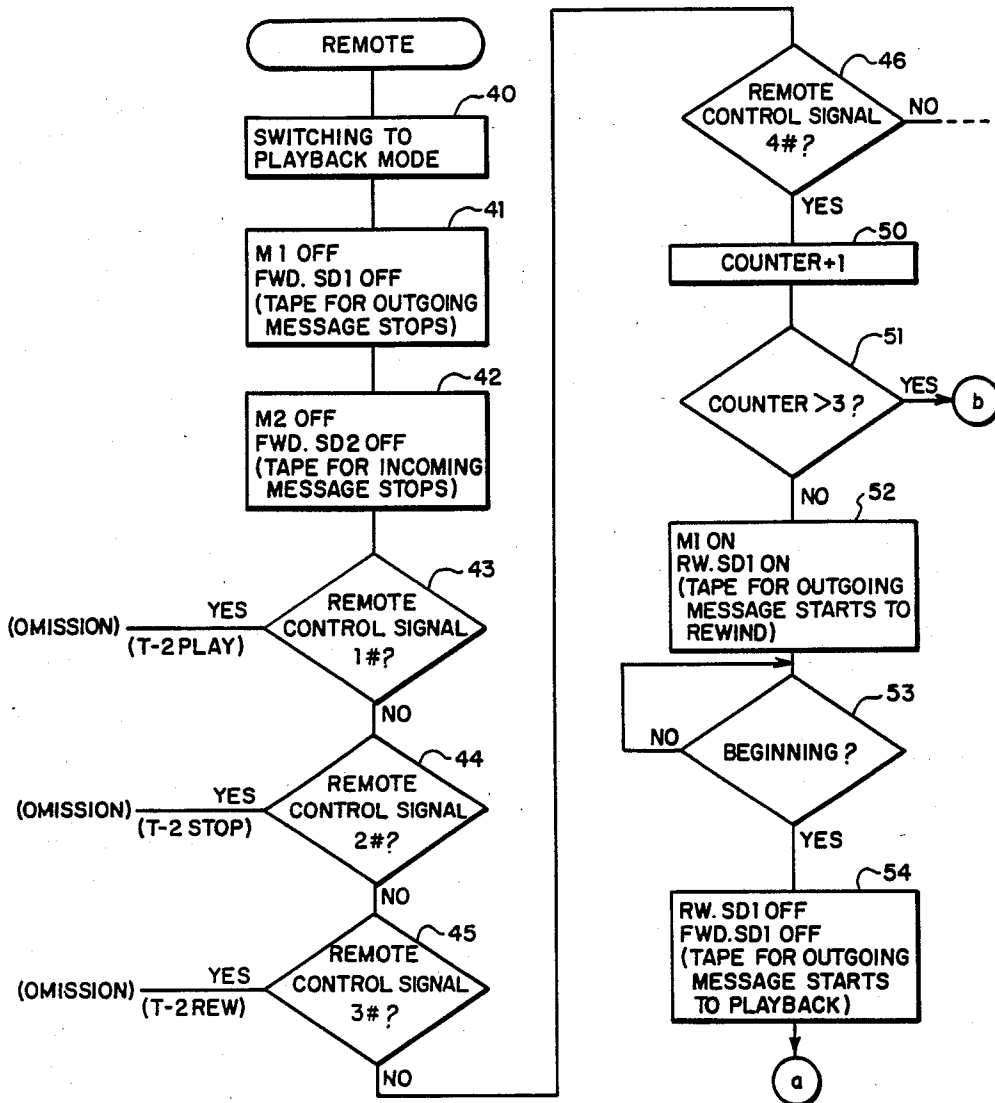 REMOTE
40
SWITCHING TO
PLAYBACK MODE
41
M1 OFF
FWD. SD1 OFF
(TAPE FOR OUTGOING
MESSAGE STOPS)
42
M2 OFF
FWD. SD2 OFF
(TAPE FOR INCOMING
MESSAGE STOPS)
43
REMOTE
CONTROL SIGNAL
1#?
YES
(OMISSION)
(T-2 PLAY)
NO
44
REMOTE
CONTROL SIGNAL
2#?
YES
(OMISSION)
(T-2 STOP)
NO
45
REMOTE
CONTROL SIGNAL
3#?
YES
(OMISSION)
(T-2 REW)
NO
46
REMOTE
CONTROL SIGNAL
4#?
NO
YES
50
COUNTER+1
51
COUNTER>3?
YES
b
NO
52
M1 ON
RW. SD1 ON
(TAPE FOR OUTGOING
MESSAGE STARTS TO
REWIND)
53
BEGINNING?
NO
YES
54
RW. SD1 OFF
FWD. SD1 OFF
(TAPE FOR OUTGOING
MESSAGE STARTS
TO PLAYBACK)
a